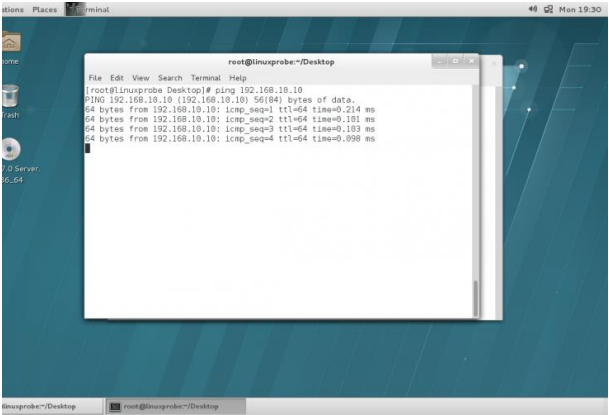 ations Places Terminal Mon 19:30
ome
rash
7.0 Server.
86_64
root@linuxprobe:~/Desktop
File Edit View Search Terminal Help
[root@linuxprobe Desktop]# ping 192.168.10.10
PING 192.168.10.10 (192.168.10.10) 56(84) bytes of data.
64 bytes from 192.168.10.10: icmp_seq=1 ttl=64 time=0.214 ms
64 bytes from 192.168.10.10: icmp_seq=2 ttl=64 time=0.101 ms
64 bytes from 192.168.10.10: icmp_seq=3 ttl=64 time=0.103 ms
64 bytes from 192.168.10.10: icmp_seq=4 ttl=64 time=0.098 ms
linuxprobe:~/Desktop
root@linuxprobe:~/Desktop